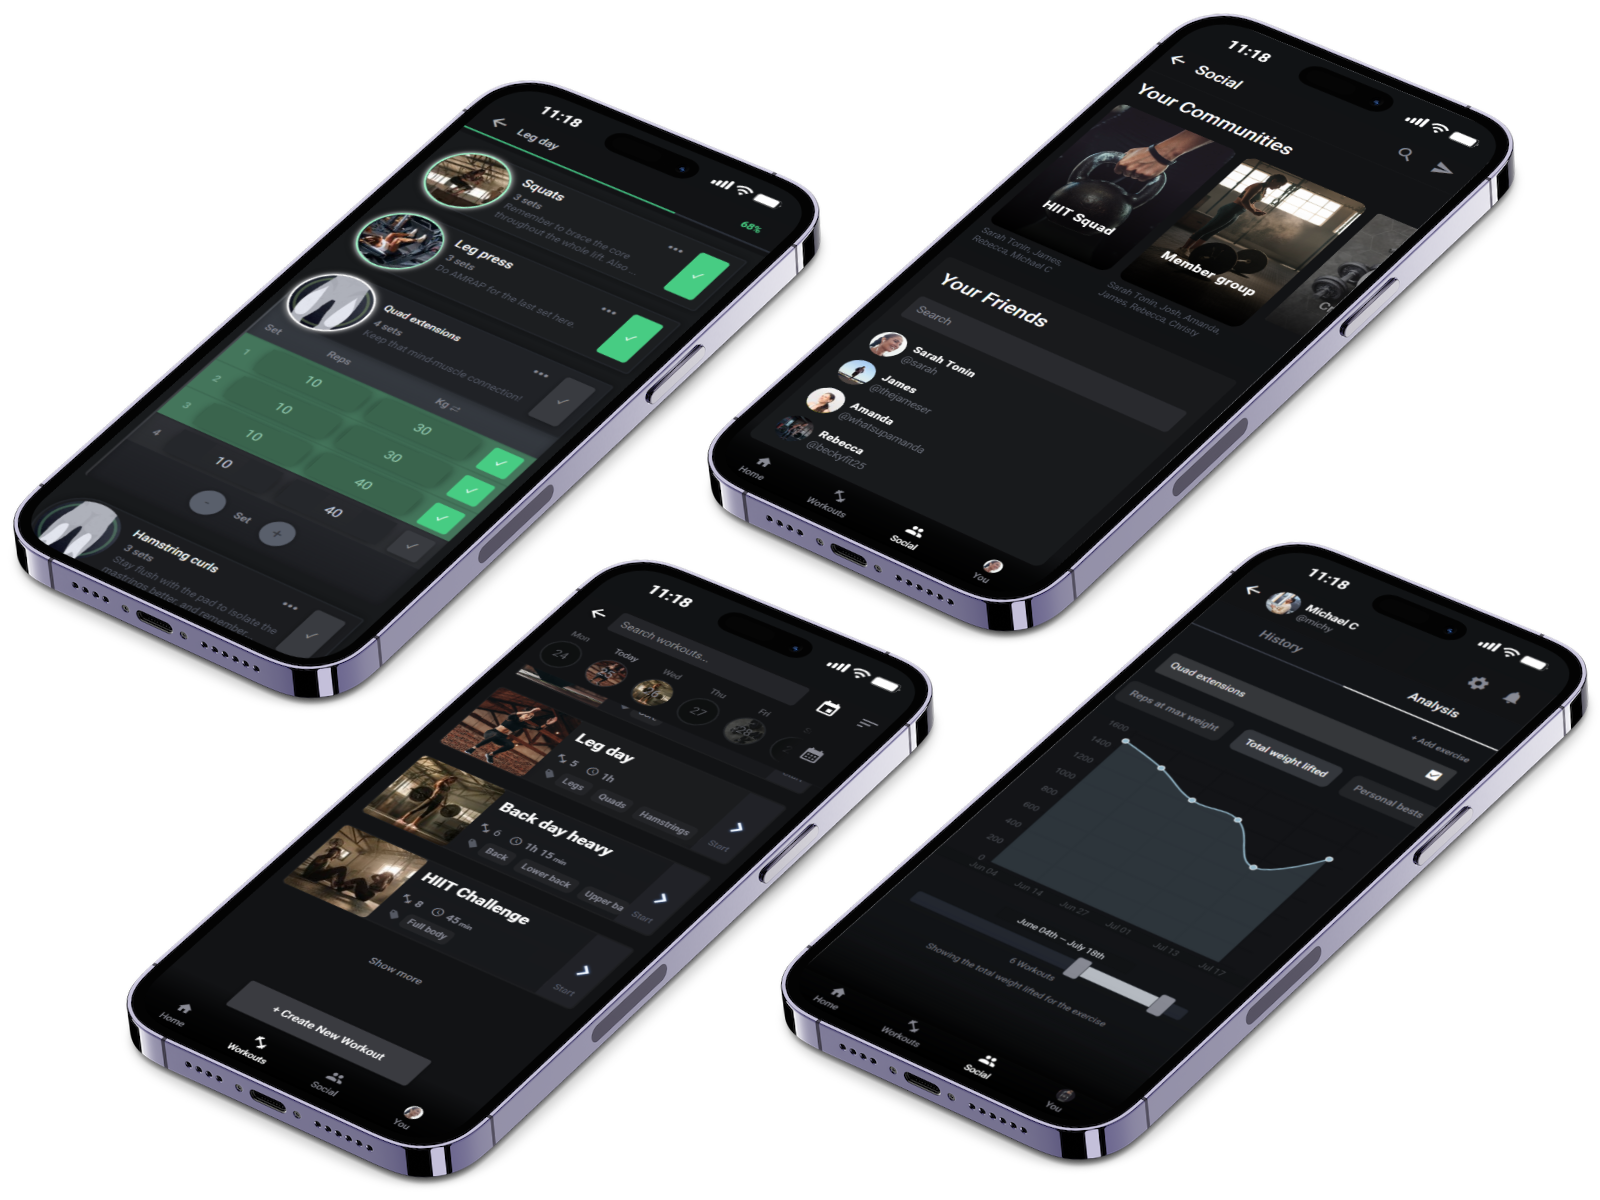 11:18
Leg day
68%
Squats
3 sets
Remember to brace the core
throughout the whole lift. Also...
Leg press
3 sets
Do AMRAP for the last set here
Quad extensions
4 sets
Keep that mind-muscle connection!
Set
Reps
Kg
1
10
30
2
10
30
3
10
40
4
10
40
-
Set
+
Hamstring curls
3 sets
Stay flush with the pad to isolate the
mastrings better, and remember...
11:18
Social
Your Communities
HIIT Squad
Sarah Tonin, James,
Rebecca, Michael C
Member group
Sarah Tonin, Josh, Amanda,
James, Rebecca, Christy
Your Friends
Search
Sarah Tonin
@sarah
James
@thejameser
Amanda
@whatsupamanda
Rebecca
@beckyfit25
Home
Workouts
Social
You
11:18
Search workouts...
Mon
24
Today
25
Wed
26
Thu
27
Fri
28
Leg day
5
1h
Legs
Quads
Hamstrings
Start
Back day heavy
6
1h 15 min
Back
Lower back
Upper ba
Start
HIIT Challenge
8
45 min
Full body
Start
Show more
+ Create New Workout
Home
Workouts
Social
You
11:18
Michael C
@michy
History
Analysis
Quad extensions
+ Add exercise
Reps at max weight
Total weight lifted
Personal bests
1600
1400
1200
1000
800
600
400
200
0
Jun 04
Jun 14
Jun 27
Jul 01
Jul 13
Jul 17
June 04th — July 18th
6 Workouts
Showing the total weight lifted for the exercise
Home
Workouts
Social
You